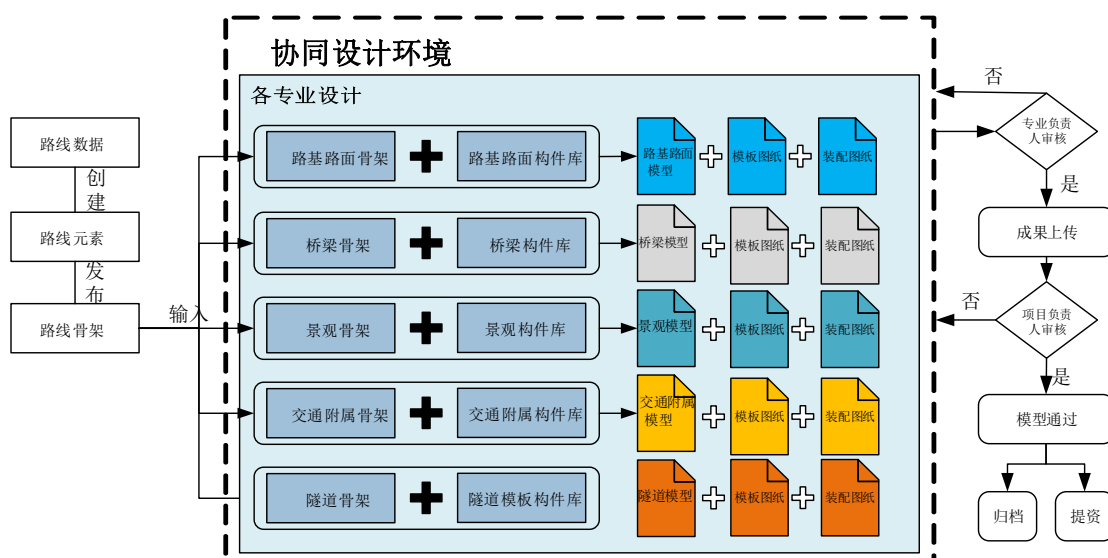 协同设计环境
各专业设计
路线数据
创
建
路线元素
发
布
路线骨架
输入
路基路面骨架
路基路面构件库
路基路面
模型
模板图纸
装配图纸
桥梁骨架
桥梁构件库
桥梁模型
模板图纸
装配图纸
景观骨架
景观构件库
景观模型
模板图纸
装配图纸
交通附属骨架
交通附属构件库
交通附属
模型
模板图纸
装配图纸
隧道骨架
隧道模板构件库
隧道模型
模板图纸
装配图纸
否
专业负责
人审核
是
成果上传
否
项目负责
人审核
是
模型通过
归档
提资